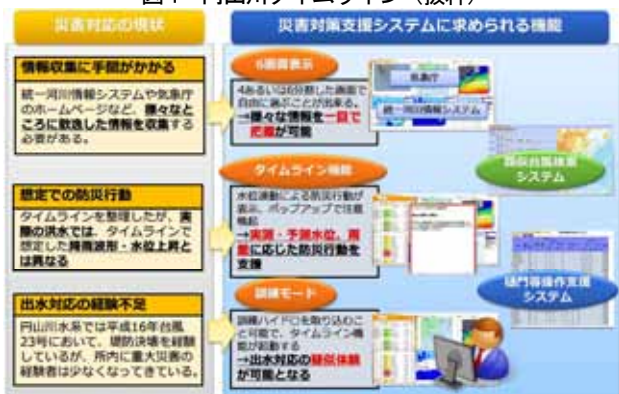 図1 円山川タイムライン（抜粋）
災害対応の現状
災害対策支援システムに求められる機能
情報収集に手間がかかる
統一河川情報システムや気象庁
のホームページなど、様々なと
ころに散逸した情報を収集する
必要がある。
6画面表示
4あるいは6分割した画面で
自由に選ぶことが出来る。
→様々な情報を一目で
把握が可能
気象庁
統一河川情報システム
類似台風検索
システム
想定での防災行動
タイムラインを整理したが、実
際の洪水では、タイムラインで
想定した降雨波形・水位上昇と
は異なる
タイムライン機能
水位連動による防災行動が
表示、ポップアップで注意
喚起
→実測・予測水位、雨
量に応じた防災行動を
支援
樋門等操作支援
システム
出水対応の経験不足
円山川水系では平成16年台風
23号において、堤防決壊を経験
しているが、所内に重大災害の
経験者は少なくなってきている。
訓練モード
訓練ハイドロを取り込むこ
と可能で、タイムライン機
能が起動する
→出水対応の疑似体験
が可能となる